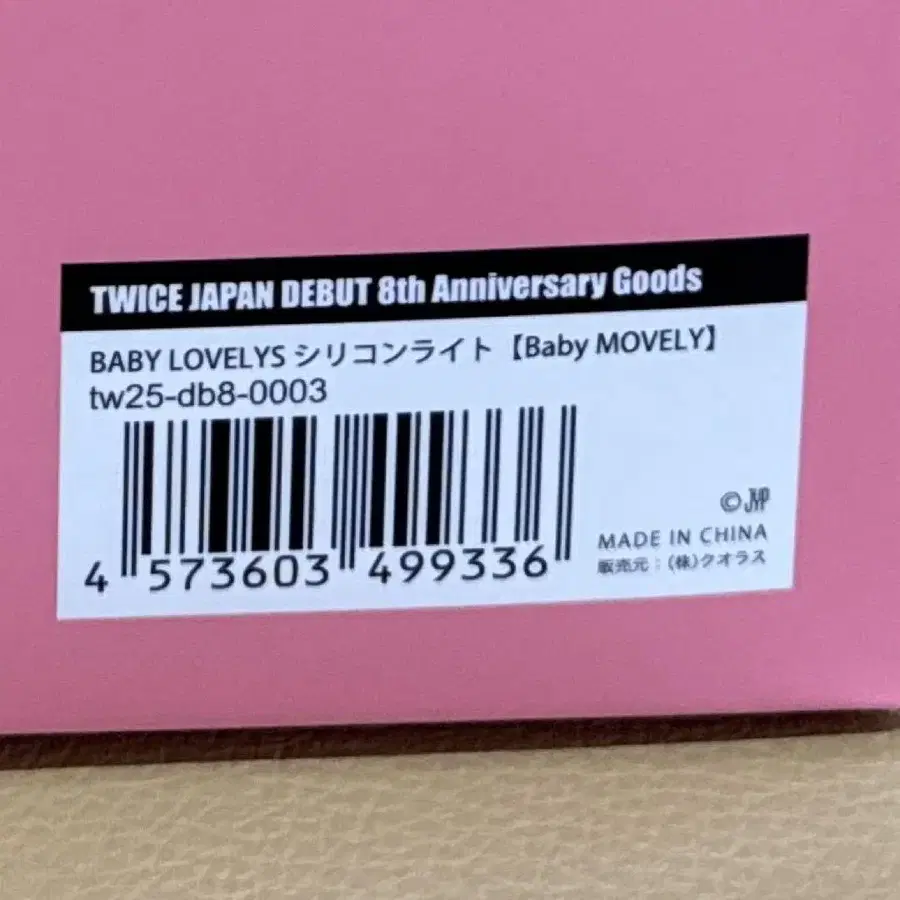 TWICE JAPAN DEBUT 8th Anniversary Goods
BABY LOVELYS シリコンライト【Baby MOVELY】
tw25-db8-0003
4 573603 499336
©JYP
MADE IN CHINA
販売元：(株)クオラス